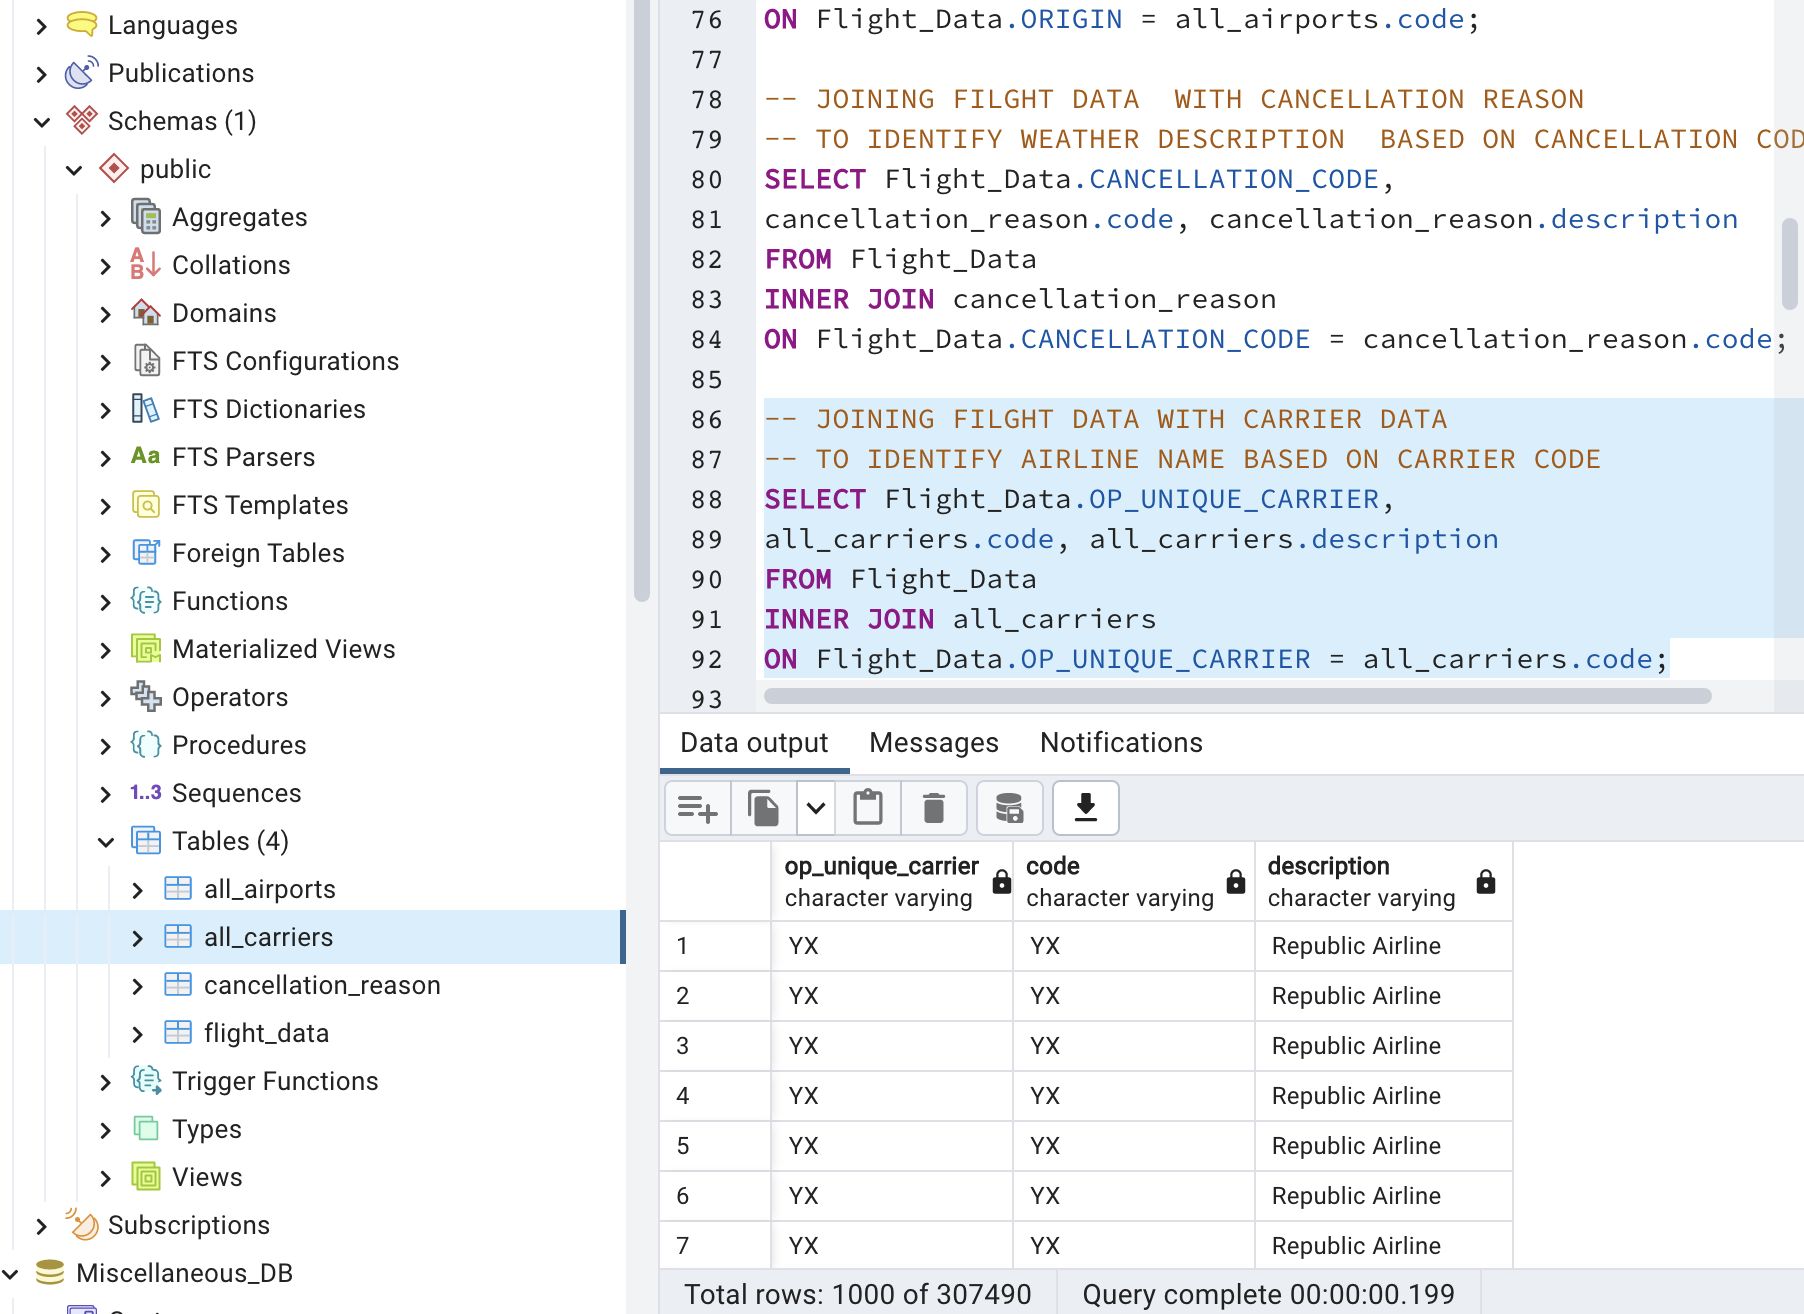 Languages
Publications
Schemas (1)
public
Aggregates
Collations
Domains
FTS Configurations
FTS Dictionaries
Aa FTS Parsers
FTS Templates
Foreign Tables
Functions
Materialized Views
Operators
Procedures
1..3 Sequences
Tables (4)
all_airports
all_carriers
cancellation_reason
flight_data
Trigger Functions
Types
Views
Subscriptions
Miscellaneous_DB
76 ON Flight_Data.ORIGIN = all_airports.code;
77
78 -- JOINING FILGHT DATA  WITH CANCELLATION REASON
79 -- TO IDENTIFY WEATHER DESCRIPTION  BASED ON CANCELLATION COD
80 SELECT Flight_Data.CANCELLATION_CODE,
81 cancellation_reason.code, cancellation_reason.description
82 FROM Flight_Data
83 INNER JOIN cancellation_reason
84 ON Flight_Data.CANCELLATION_CODE = cancellation_reason.code;
85
86 -- JOINING FILGHT DATA WITH CARRIER DATA
87 -- TO IDENTIFY AIRLINE NAME BASED ON CARRIER CODE
88 SELECT Flight_Data.OP_UNIQUE_CARRIER,
89 all_carriers.code, all_carriers.description
90 FROM Flight_Data
91 INNER JOIN all_carriers
92 ON Flight_Data.OP_UNIQUE_CARRIER = all_carriers.code;
93
Data output Messages Notifications
op_unique_carrier code description
character varying character varying character varying
1 YX YX Republic Airline
2 YX YX Republic Airline
3 YX YX Republic Airline
4 YX YX Republic Airline
5 YX YX Republic Airline
6 YX YX Republic Airline
7 YX YX Republic Airline
Total rows: 1000 of 307490 Query complete 00:00:00.199